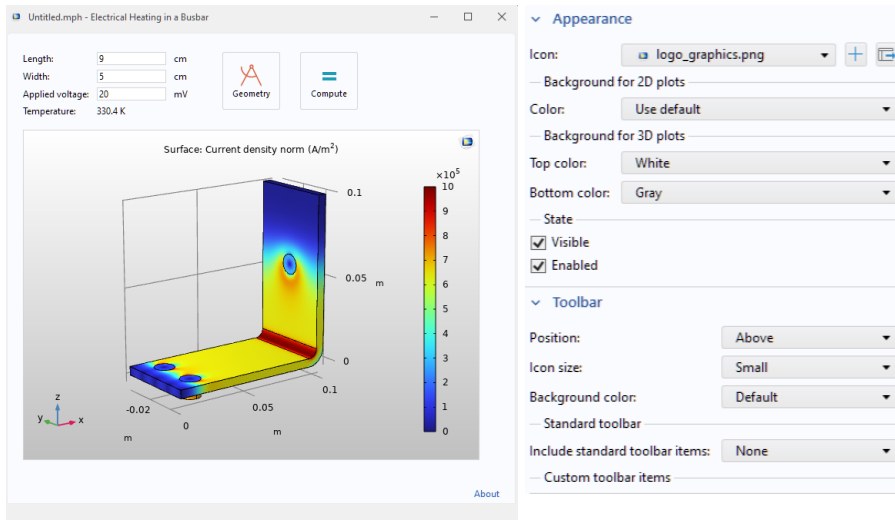 Untitled.mph - Electrical Heating in a Busbar
Length: 9 cm
Width: 5 cm
Applied voltage: 20 mV
Temperature: 330.4 K
Geometry
Compute
Surface: Current density norm (A/m²)
×10⁵
10
9
8
7
6
5
4
3
2
1
0
0.1
0.05
m
0
0.1
0.05
0
m
-0.02
m
z
y
x
About
Appearance
Icon: logo_graphics.png
Background for 2D plots
Color: Use default
Background for 3D plots
Top color: White
Bottom color: Gray
State
Visible
Enabled
Toolbar
Position: Above
Icon size: Small
Background color: Default
Standard toolbar
Include standard toolbar items: None
Custom toolbar items